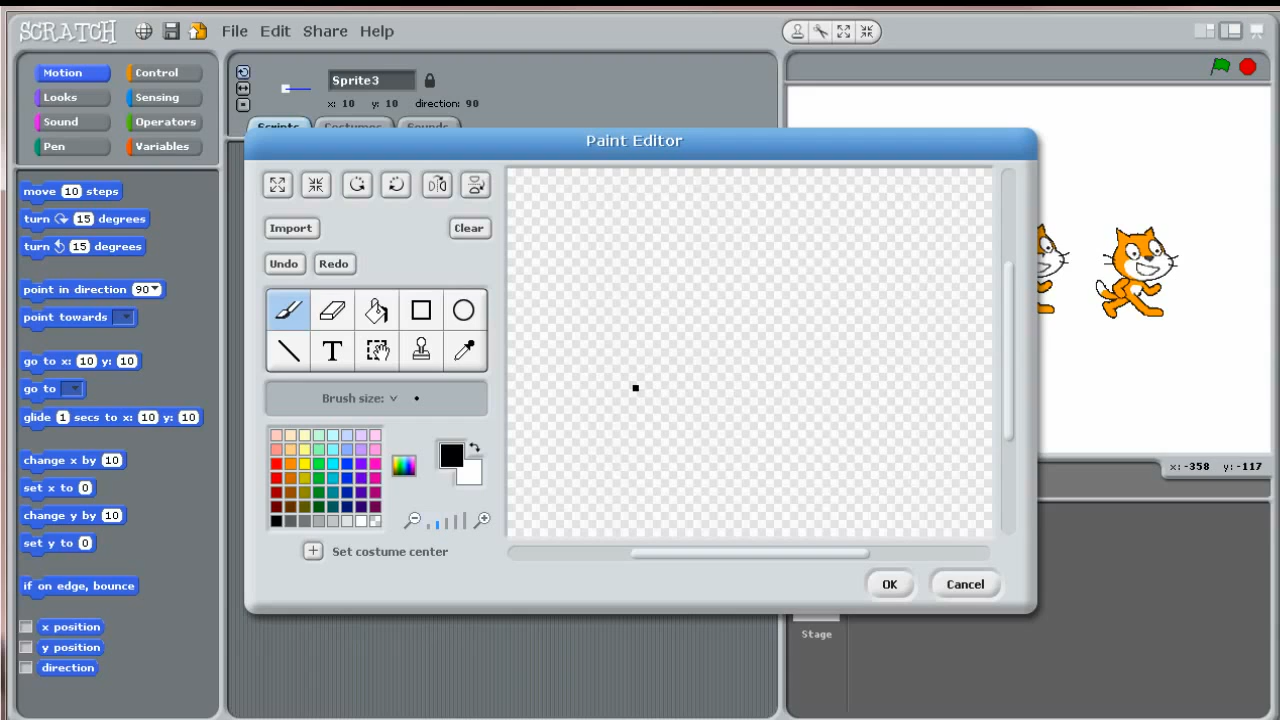 SCRATCH File Edit Share Help
Motion Control
Looks Sensing
Sound Operators
Pen Variables
Sprite3
x: 10 y: 10 direction: 90
Scripts Costumes Sounds
Paint Editor
Import Clear
Undo Redo
Brush size:
Set costume center
OK Cancel
move 10 steps
turn 15 degrees
turn 15 degrees
point in direction 90
point towards
go to x: 10 y: 10
go to
glide 1 secs to x: 10 y: 10
change x by 10
set x to 0
change y by 10
set y to 0
if on edge, bounce
x position
y position
direction
x: -358 y: -117
Stage
T